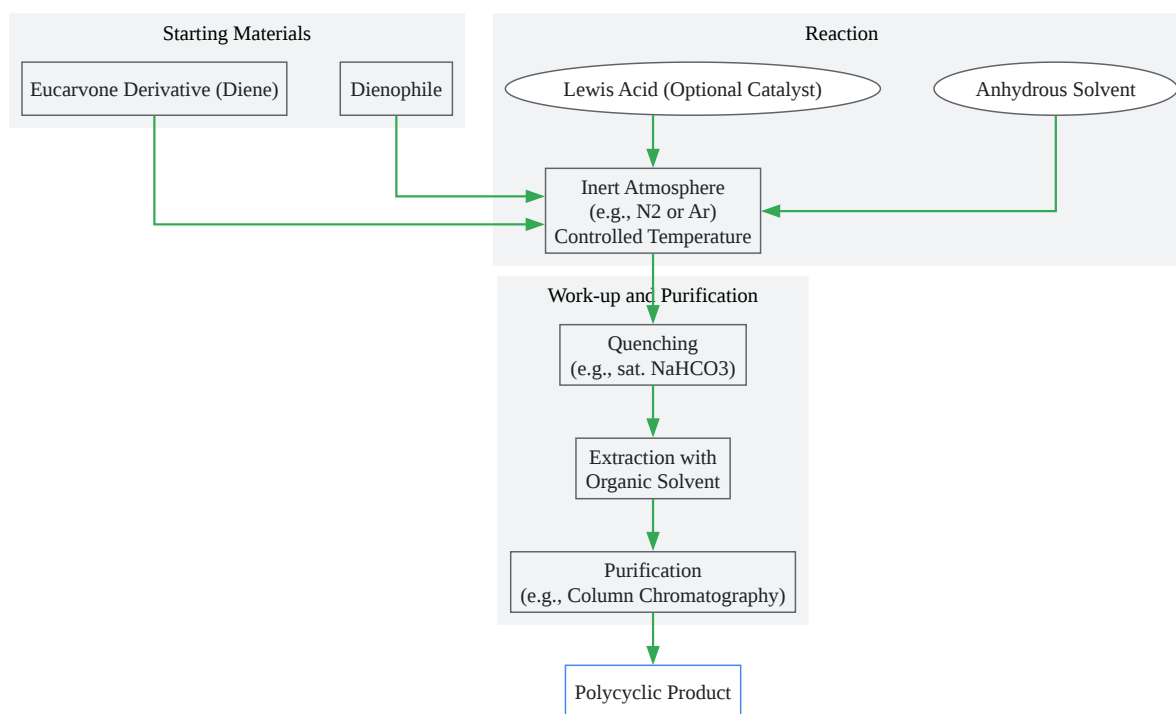 Starting Materials
Reaction
Eucarvone Derivative (Diene)
Dienophile
Lewis Acid (Optional Catalyst)
Anhydrous Solvent
Inert Atmosphere
(e.g., N2 or Ar)
Controlled Temperature
Work-up and Purification
Quenching
(e.g., sat. NaHCO3)
Extraction with
Organic Solvent
Purification
(e.g., Column Chromatography)
Polycyclic Product